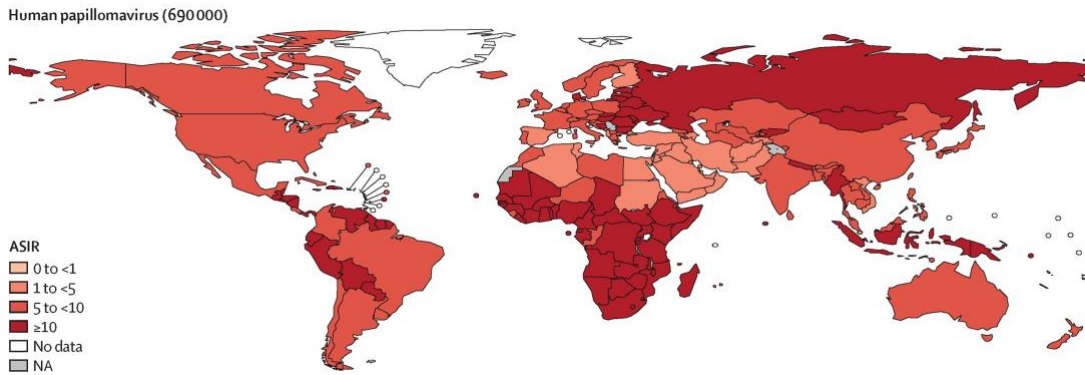 Human papillomavirus (690 000)
ASIR
0 to <1
1 to <5
5 to <10
≥10
No data
NA